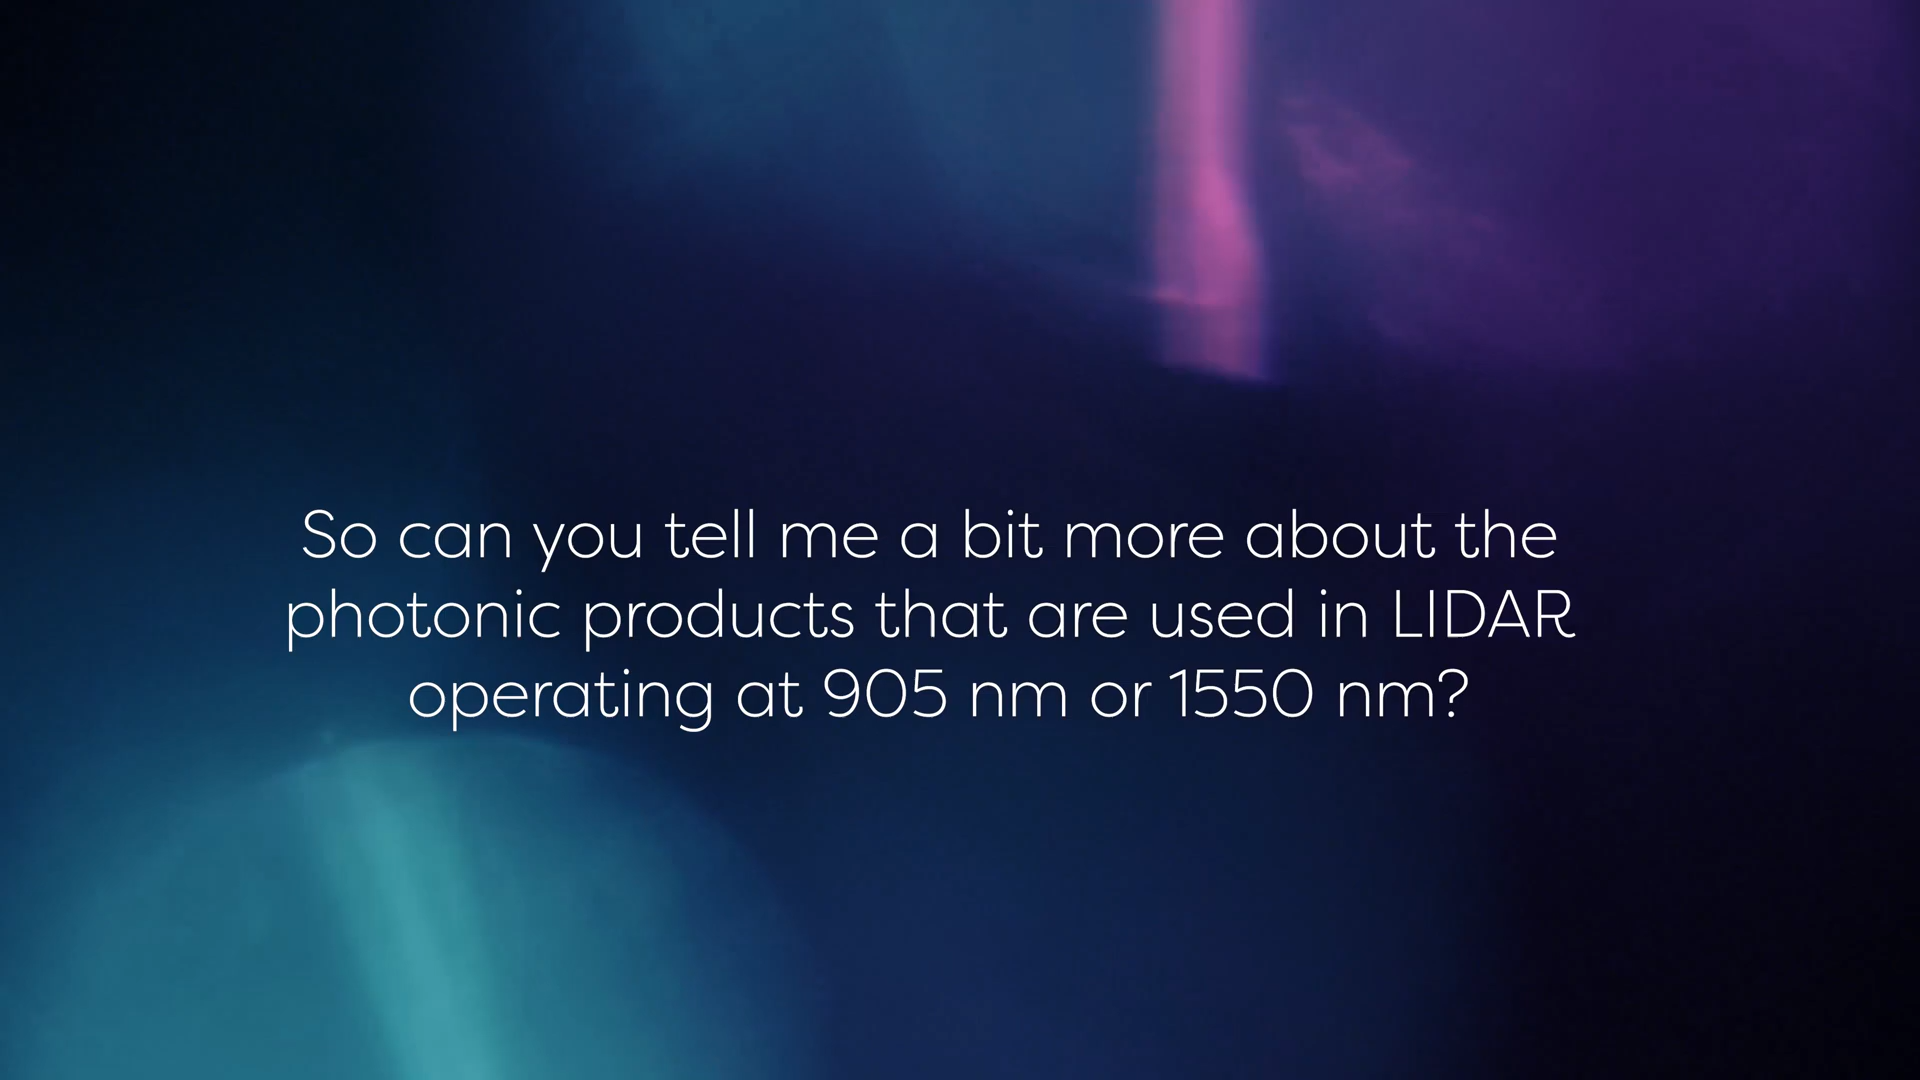 So can you tell me a bit more about the
photonic products that are used in LIDAR
operating at 905 nm or 1550 nm?